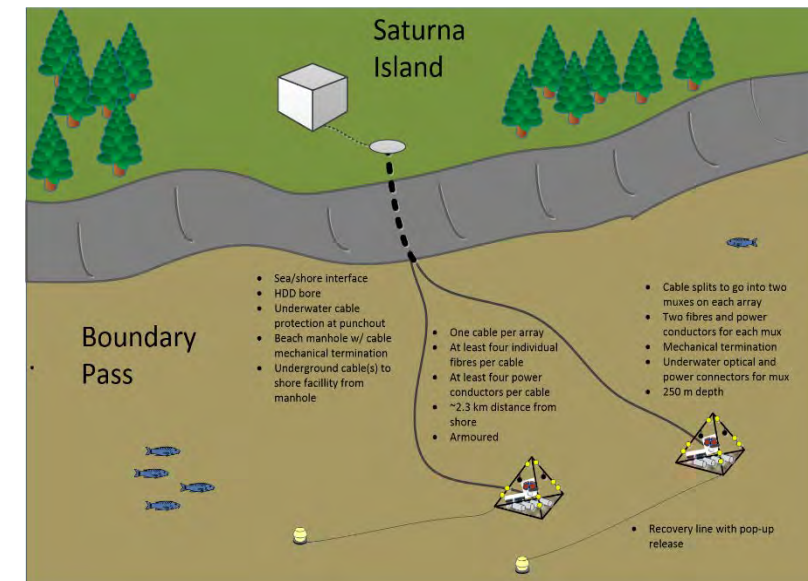 Saturna
Island
Boundary
Pass
•
• Sea/shore interface
• HDD bore
• Underwater cable
protection at punchout
• Beach manhole w/ cable
mechanical termination
• Underground cable(s) to
shore facillity from
manhole
• One cable per array
• At least four individual
fibres per cable
• At least four power
conductors per cable
• ~2.3 km distance from
shore
• Armoured
• Cable splits to go into two
muxes on each array
• Two fibres and power
conductors for each mux
• Mechanical termination
• Underwater optical and
power connectors for mux
• 250 m depth
• Recovery line with pop-up
release